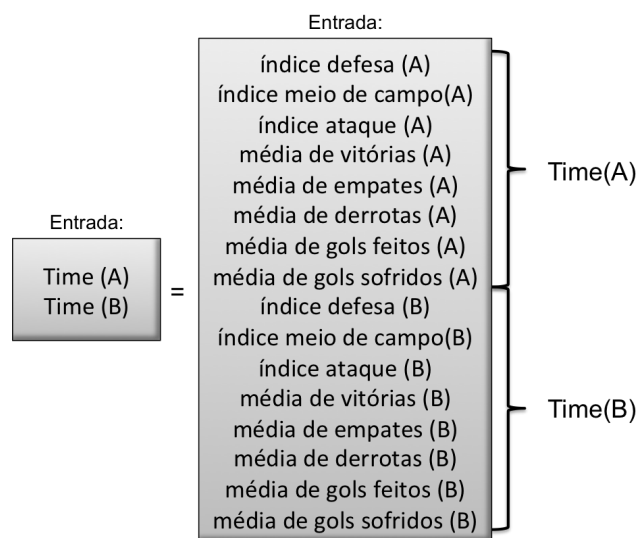 Entrada:
índice defesa (A)
índice meio de campo(A)
índice ataque (A)
média de vitórias (A)
média de empates (A)
média de derrotas (A)
média de gols feitos (A)
média de gols sofridos (A)
índice defesa (B)
índice meio de campo(B)
índice ataque (B)
média de vitórias (B)
média de empates (B)
média de derrotas (B)
média de gols feitos (B)
média de gols sofridos (B)
Time(A)
Time(B)
Entrada:
Time (A)
Time (B)
=